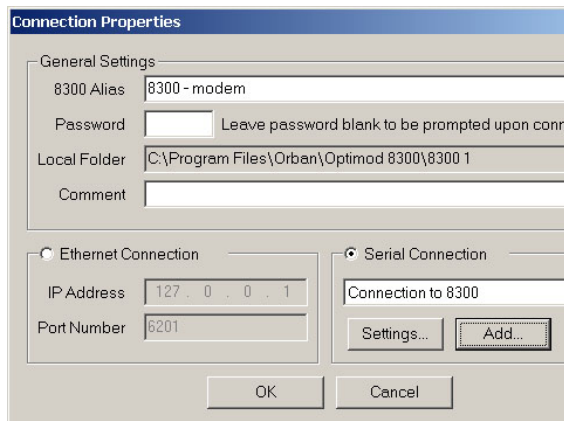 Connection Properties
General Settings
8300 Alias 8300 - modem
Password Leave password blank to be prompted upon
Local Folder C:\Program Files\Orban\Optimod 8300\8300 1
Comment
Ethernet Connection
IP Address 127 . 0 . 0 . 1
Port Number 6201
Serial Connection
Connection to 8300
Settings... Add...
OK Cancel